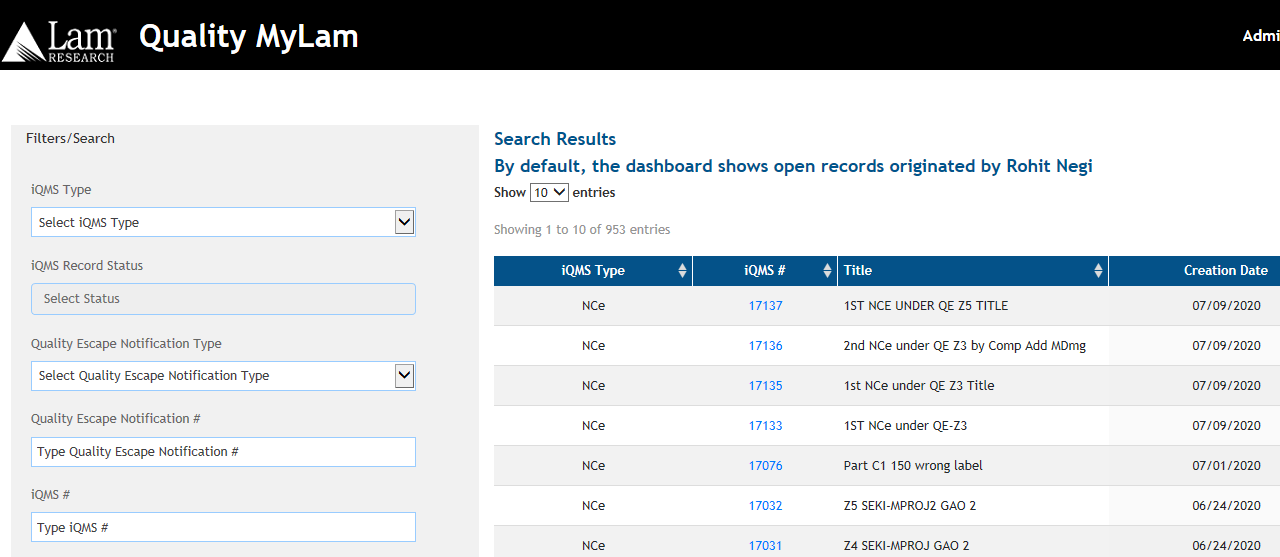 Lam RESEARCH®
Quality MyLam
Admi
Filters/Search
iQMS Type
Select iQMS Type
iQMS Record Status
Select Status
Quality Escape Notification Type
Select Quality Escape Notification Type
Quality Escape Notification #
Type Quality Escape Notification #
iQMS #
Type iQMS #
Search Results
By default, the dashboard shows open records originated by Rohit Negi
Show 10 entries
Showing 1 to 10 of 953 entries
iQMS Type iQMS # Title Creation Date
NCe 17137 1ST NCE UNDER QE Z5 TITLE 07/09/2020
NCe 17136 2nd NCe under QE Z3 by Comp Add MDmg 07/09/2020
NCe 17135 1st NCe under QE Z3 Title 07/09/2020
NCe 17133 1ST NCe under QE-Z3 07/09/2020
NCe 17076 Part C1 150 wrong label 07/01/2020
NCe 17032 Z5 SEKI-MPROJ2 GAO 2 06/24/2020
NCe 17031 Z4 SEKI-MPROJ GAO 2 06/24/2020